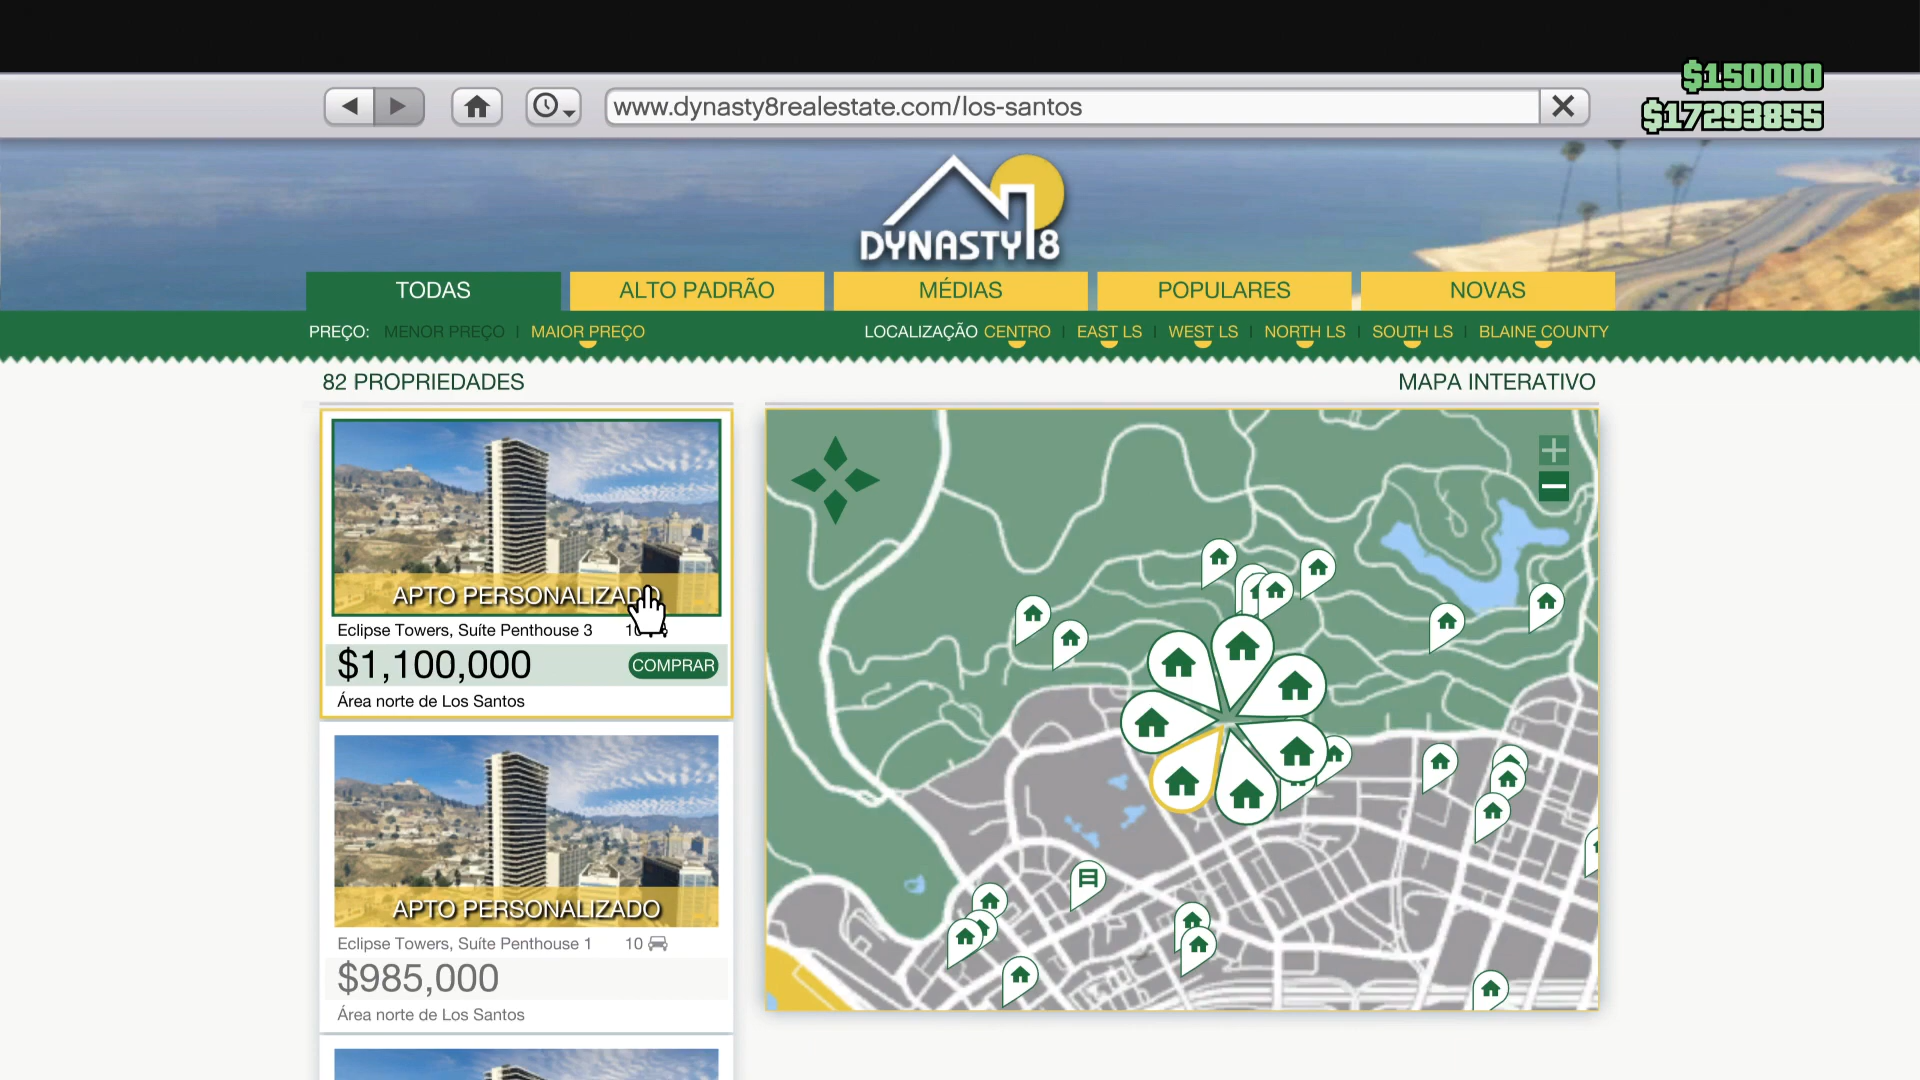 $150000
www.dynasty8realestate.com/los-santos
$17293855
DYNASTY 8
TODAS
ALTO PADRÃO
MÉDIAS
POPULARES
NOVAS
PREÇO: MENOR PREÇO | MAIOR PREÇO
LOCALIZAÇÃO CENTRO | EAST LS | WEST LS | NORTH LS | SOUTH LS | BLAINE COUNTY
82 PROPRIEDADES
MAPA INTERATIVO
APTO PERSONALIZADO
Eclipse Towers, Suíte Penthouse 3
$1,100,000
COMPRAR
Área norte de Los Santos
APTO PERSONALIZADO
Eclipse Towers, Suíte Penthouse 1 10
$985,000
Área norte de Los Santos